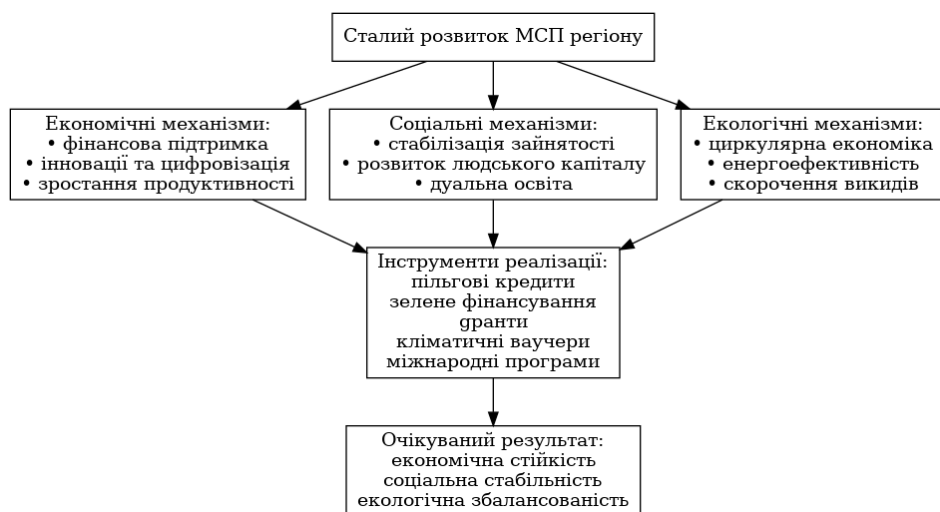 Сталий розвиток МСП регіону
Економічні механізми:
• фінансова підтримка
• інновації та цифровізація
• зростання продуктивності
Соціальні механізми:
• стабілізація зайнятості
• розвиток людського капіталу
• дуальна освіта
Екологічні механізми:
• циркулярна економіка
• енергоефективність
• скорочення викидів
Інструменти реалізації:
пільгові кредити
зелене фінансування
gранти
кліматичні ваучери
міжнародні програми
Очікуваний результат:
економічна стійкість
соціальна стабільність
екологічна збалансованість